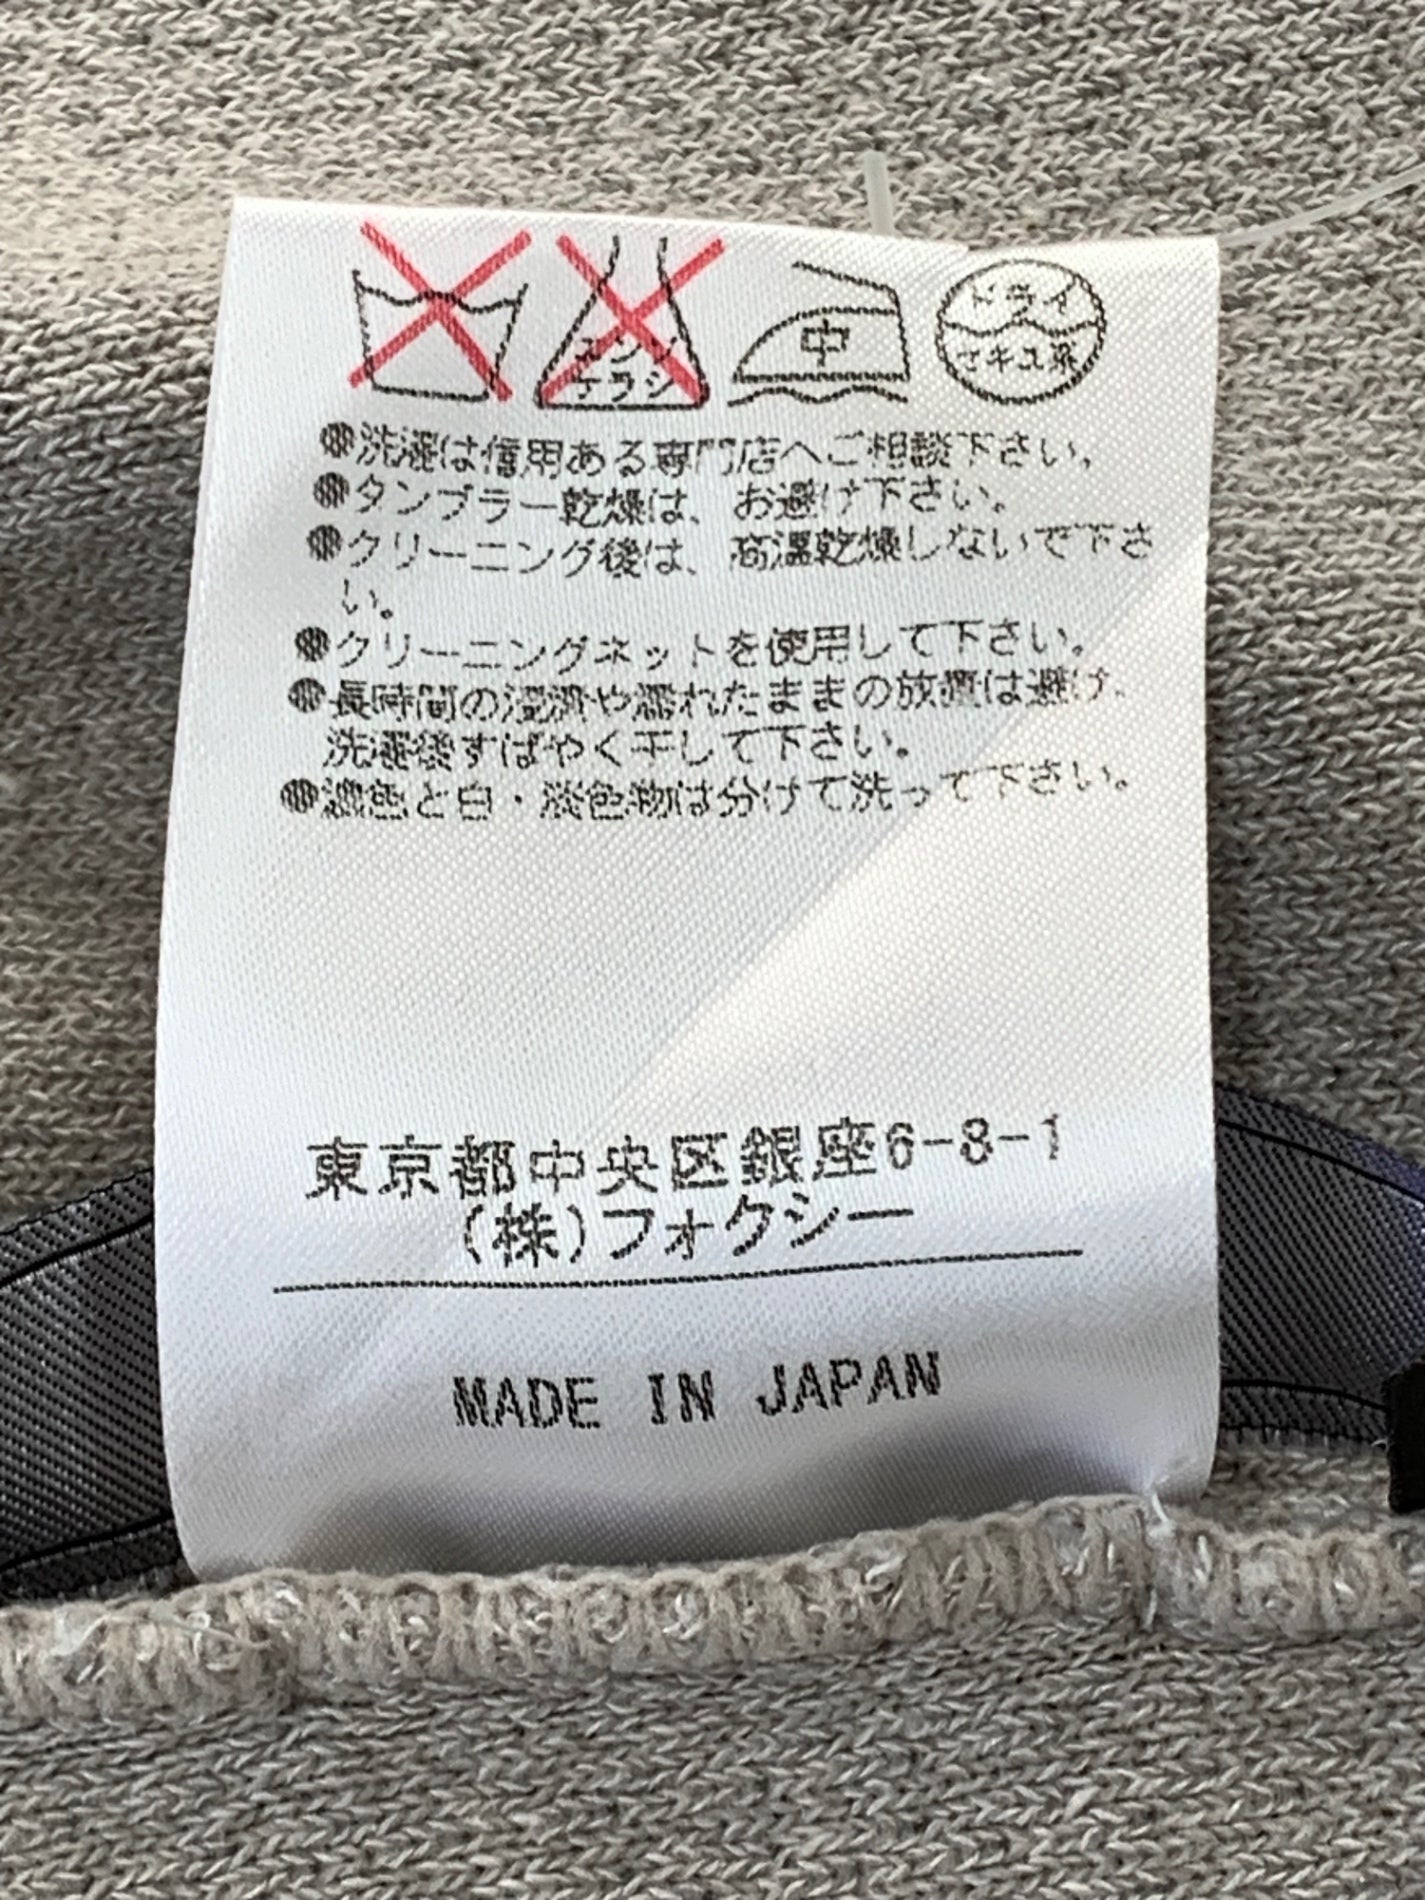 エンソ
サラシ
中
ドライ
セキユ系
●洗濯は信用ある専門店へご相談下さい。
●タンブラー乾燥は、お避け下さい。
●クリーニング後は、高温乾燥しないで下さ
い。
●クリーニングネットを使用して下さい。
●長時間の浸漬や濡れたままの放置は避け、
洗濯後すばやく干して下さい。
●濃色と白・淡色物は分けて洗って下さい。
東京都中央区銀座6-8-1
(株)フォクシー
MADE IN JAPAN